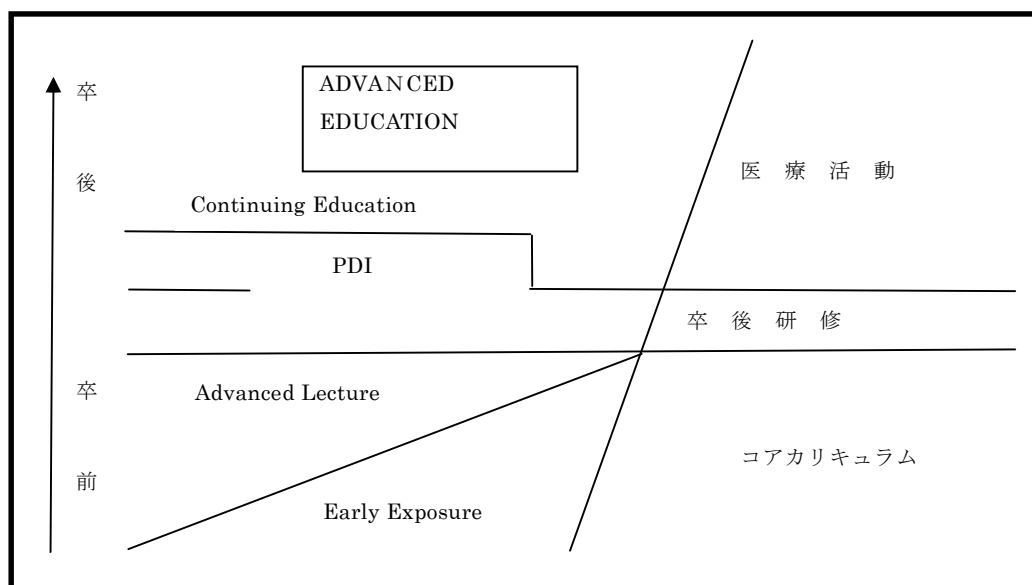 ADVANCED
EDUCATION
卒後
医療活動
Continuing Education
PDI
卒後研修
Advanced Lecture
卒前
コアカリキュラム
Early Exposure